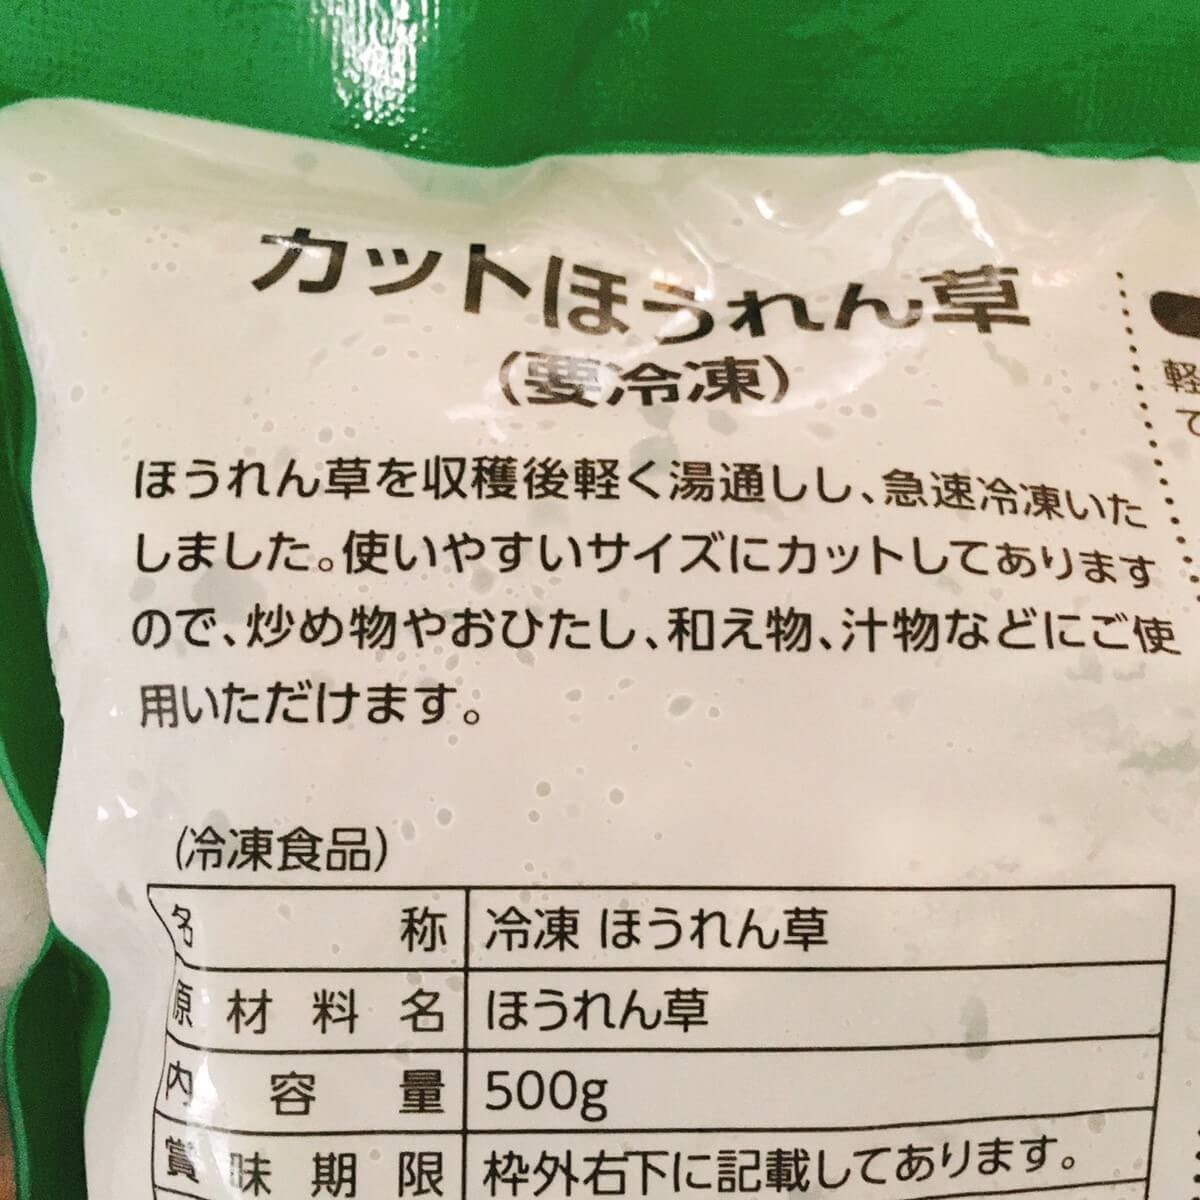 カットほうれん草
(要冷凍)
ほうれん草を収穫後軽く湯通しし、急速冷凍いた
しました。使いやすいサイズにカットしてあります
ので、炒め物やおひたし、和え物、汁物などにご使
用いただけます。
軽
て
(冷凍食品)
名称 冷凍 ほうれん草
原材料名 ほうれん草
内容量 500g
賞味期限 枠外右下に記載してあります。